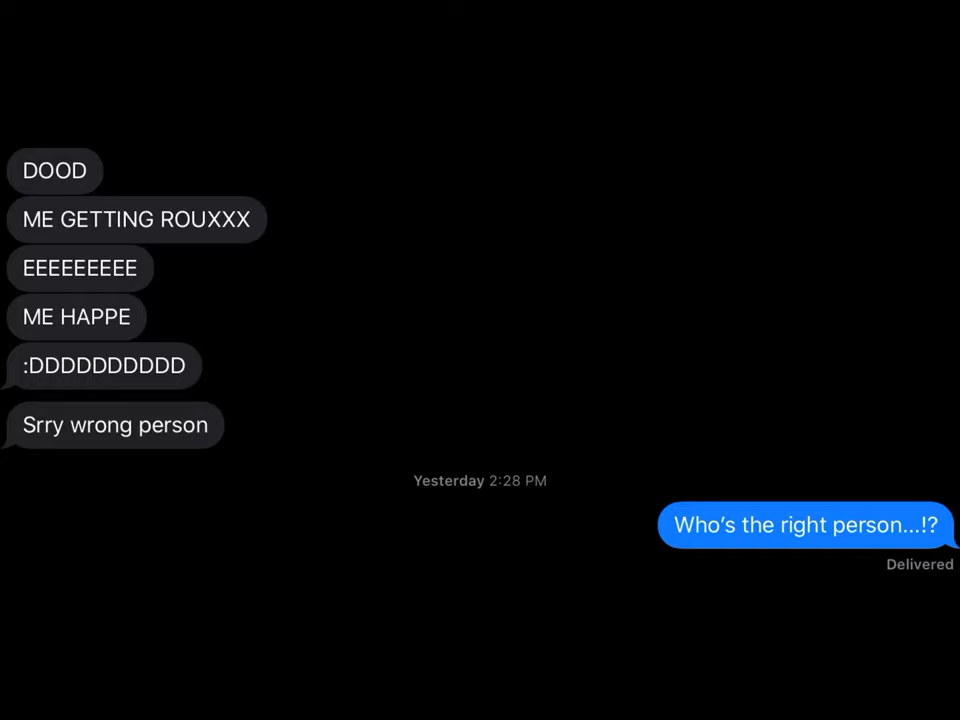 DOOD
ME GETTING ROUXXX
EEEEEEEEE
ME HAPPE
:DDDDDDDDDD
Srry wrong person
Yesterday 2:28 PM
Who’s the right person...!?
Delivered